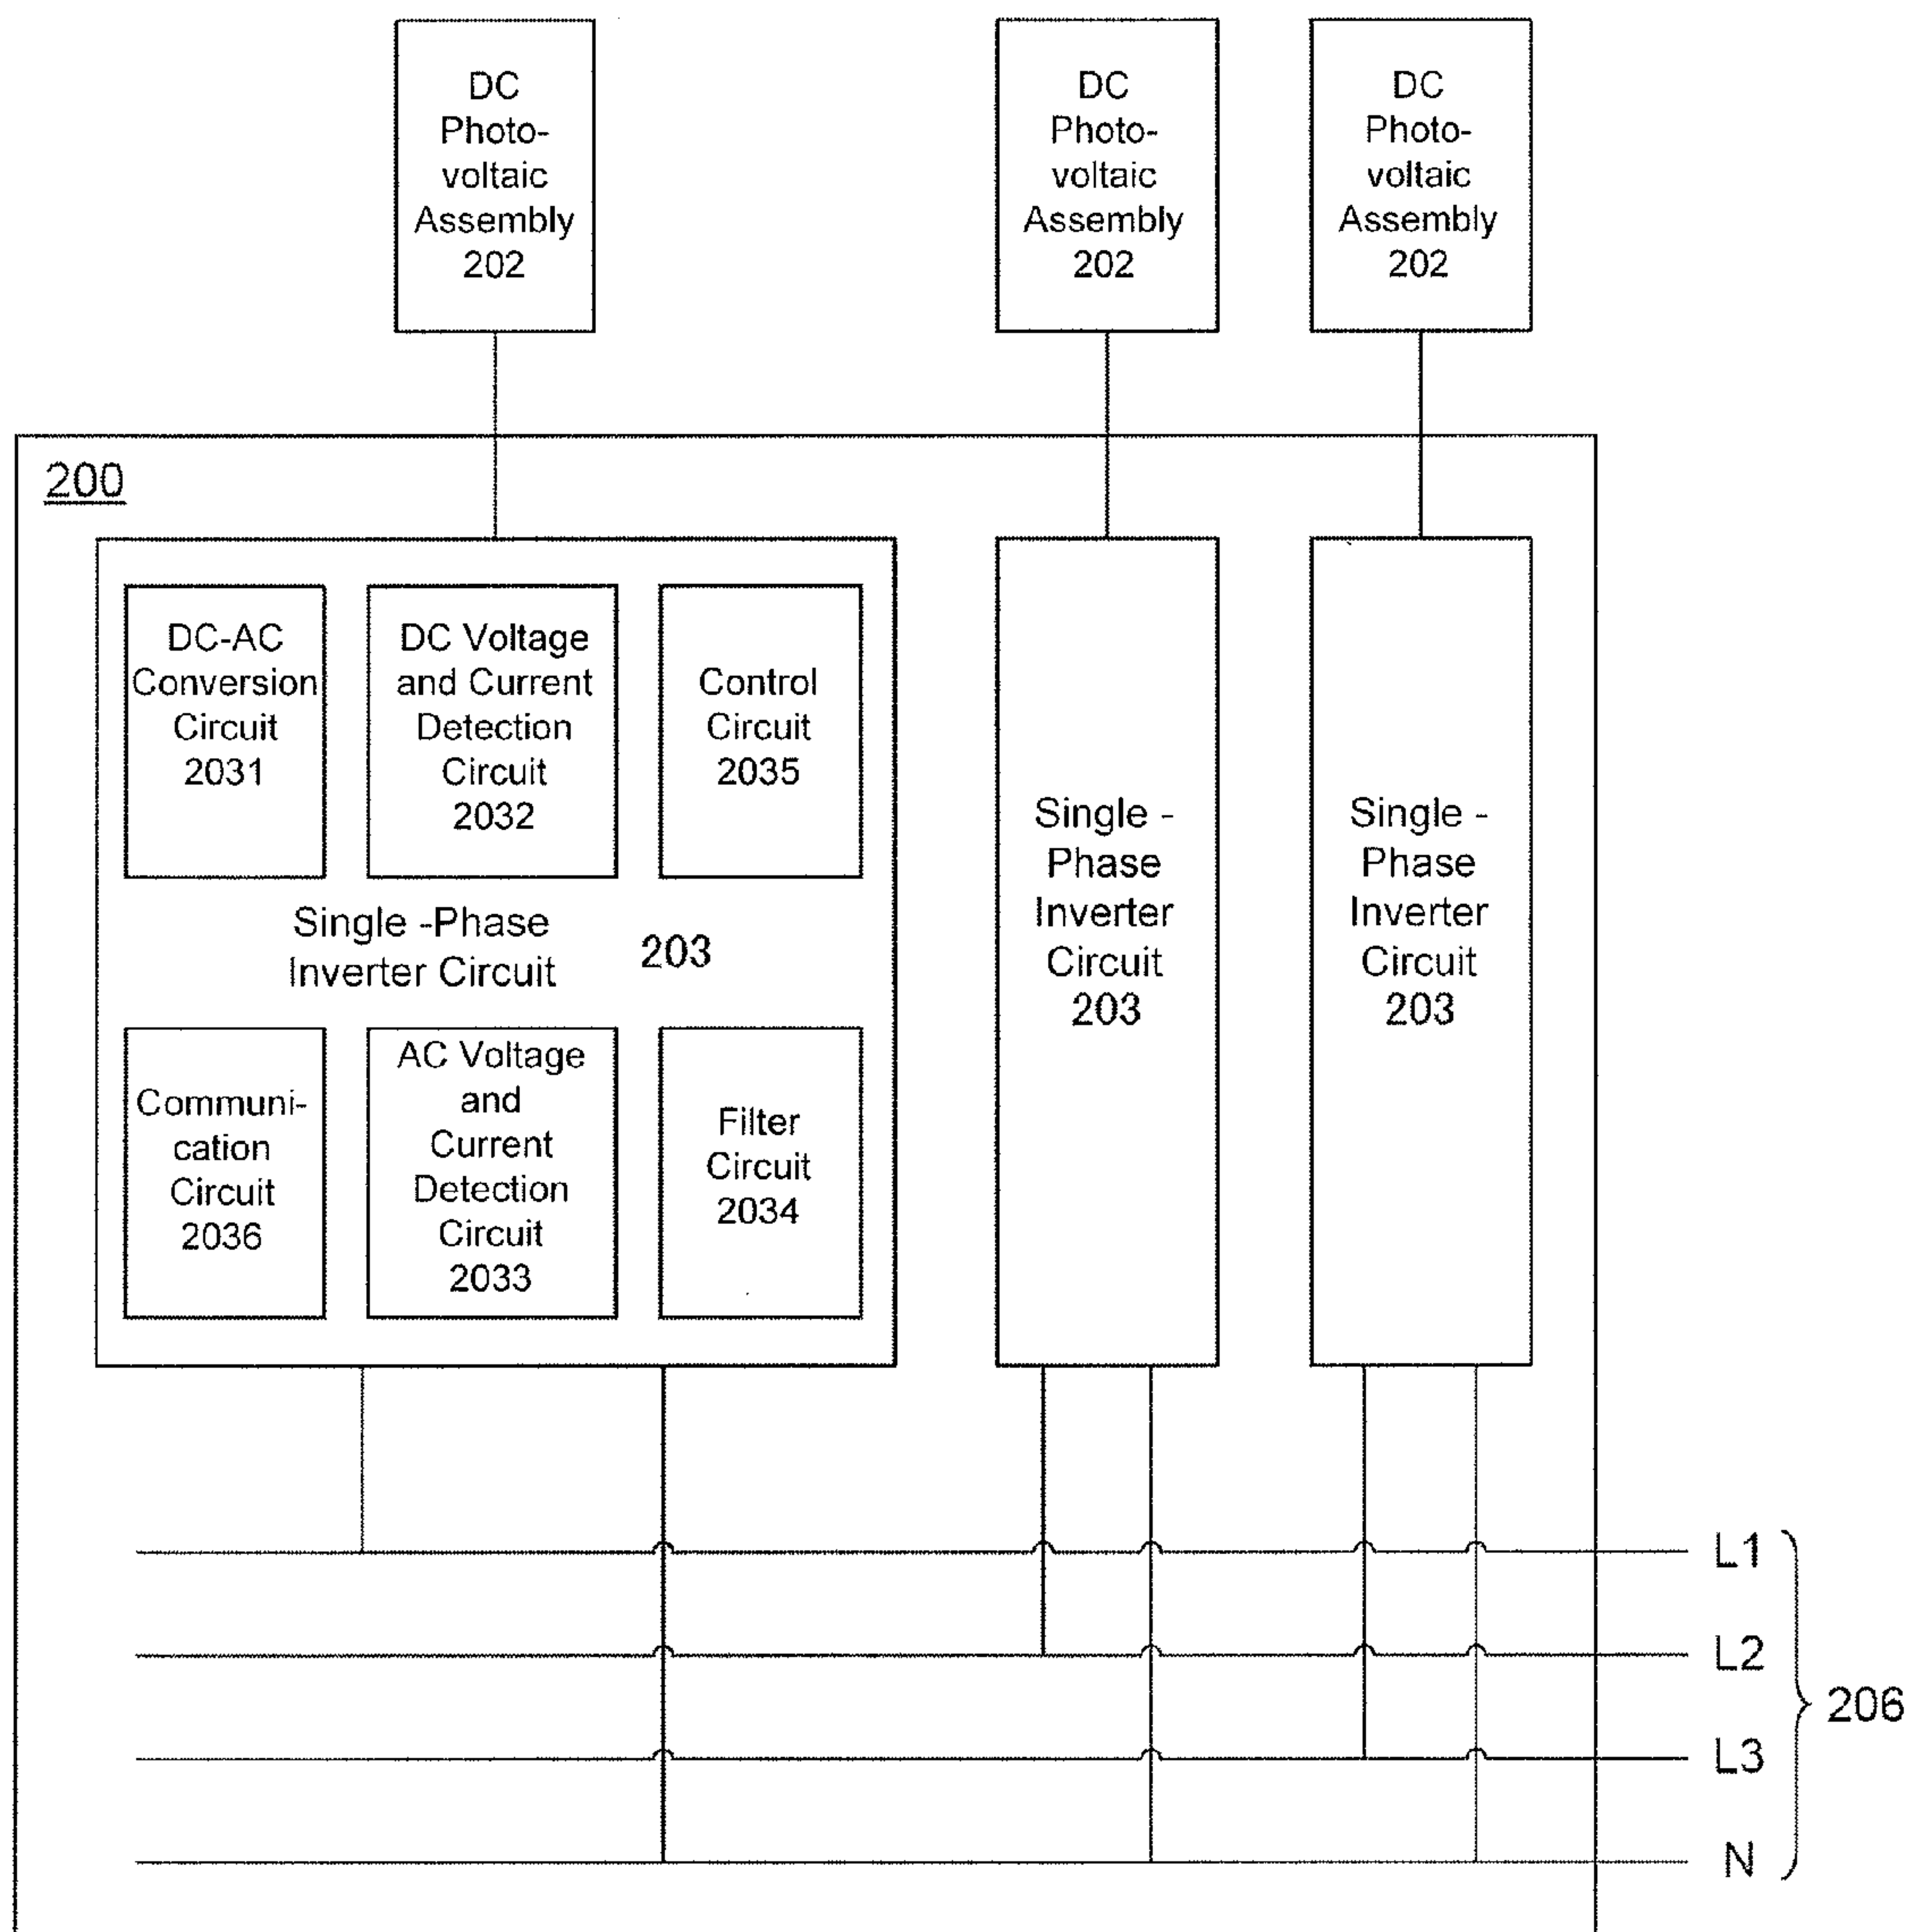 DC
Photo-
voltaic
Assembly
202
DC
Photo-
voltaic
Assembly
202
DC
Photo-
voltaic
Assembly
202
200
DC-AC
Conversion
Circuit
2031
DC Voltage
and Current
Detection
Circuit
2032
Control
Circuit
2035
Single -Phase
Inverter Circuit
203
Communi-
cation
Circuit
2036
AC Voltage
and
Current
Detection
Circuit
2033
Filter
Circuit
2034
Single -
Phase
Inverter
Circuit
203
Single -
Phase
Inverter
Circuit
203
L1
L2
L3
N
206